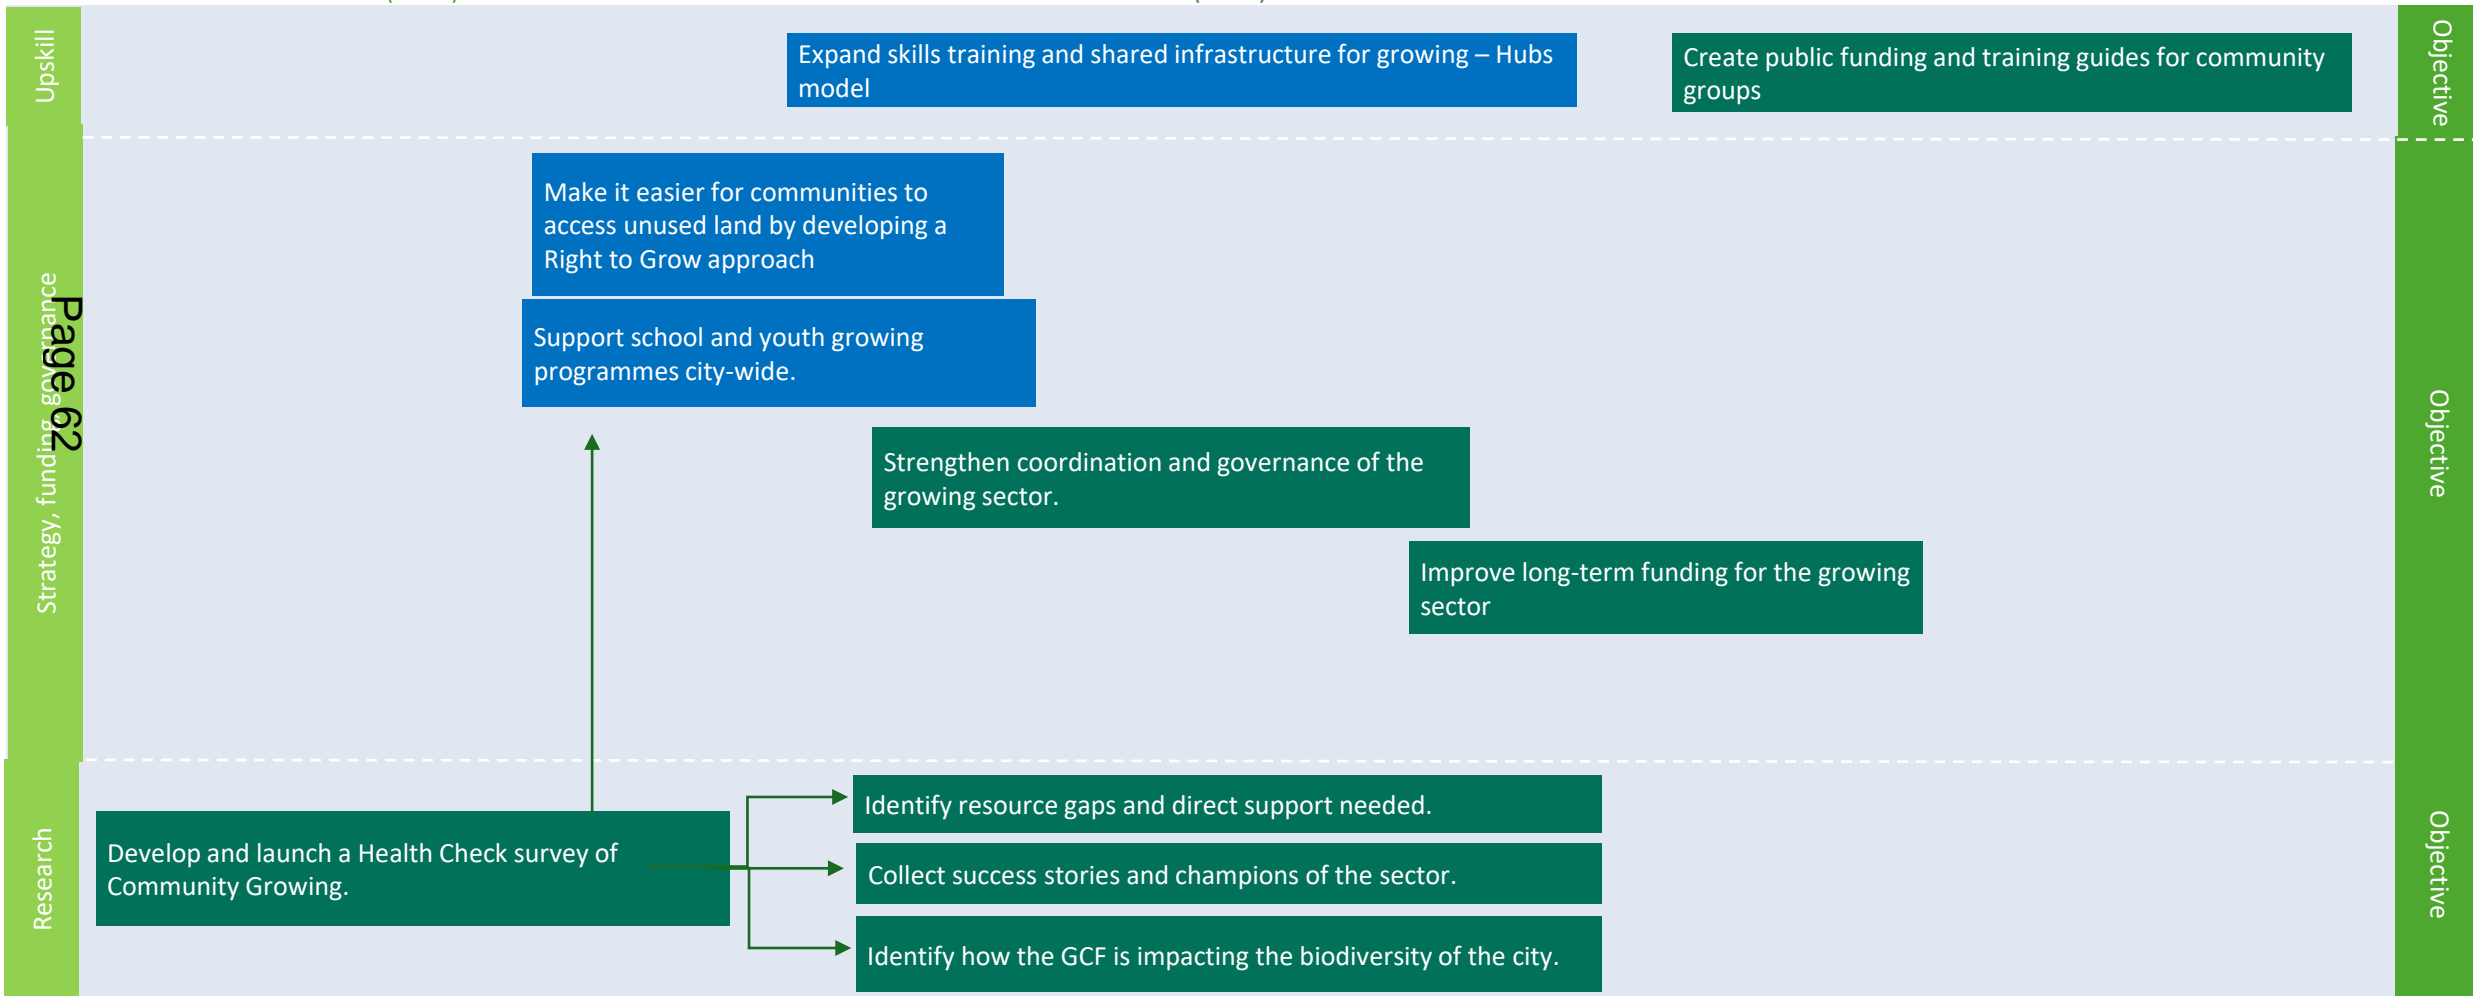 Upskill
Expand skills training and shared infrastructure for growing – Hubs
model
Create public funding and training guides for community
groups
Objective
Make it easier for communities to
access unused land by developing a
Right to Grow approach
Support school and youth growing
programmes city-wide.
Strategy, funding, governance
Page 62
Strengthen coordination and governance of the
growing sector.
Improve long-term funding for the growing
sector
Objective
Research
Develop and launch a Health Check survey of
Community Growing.
Identify resource gaps and direct support needed.
Collect success stories and champions of the sector.
Identify how the GCF is impacting the biodiversity of the city.
Objective